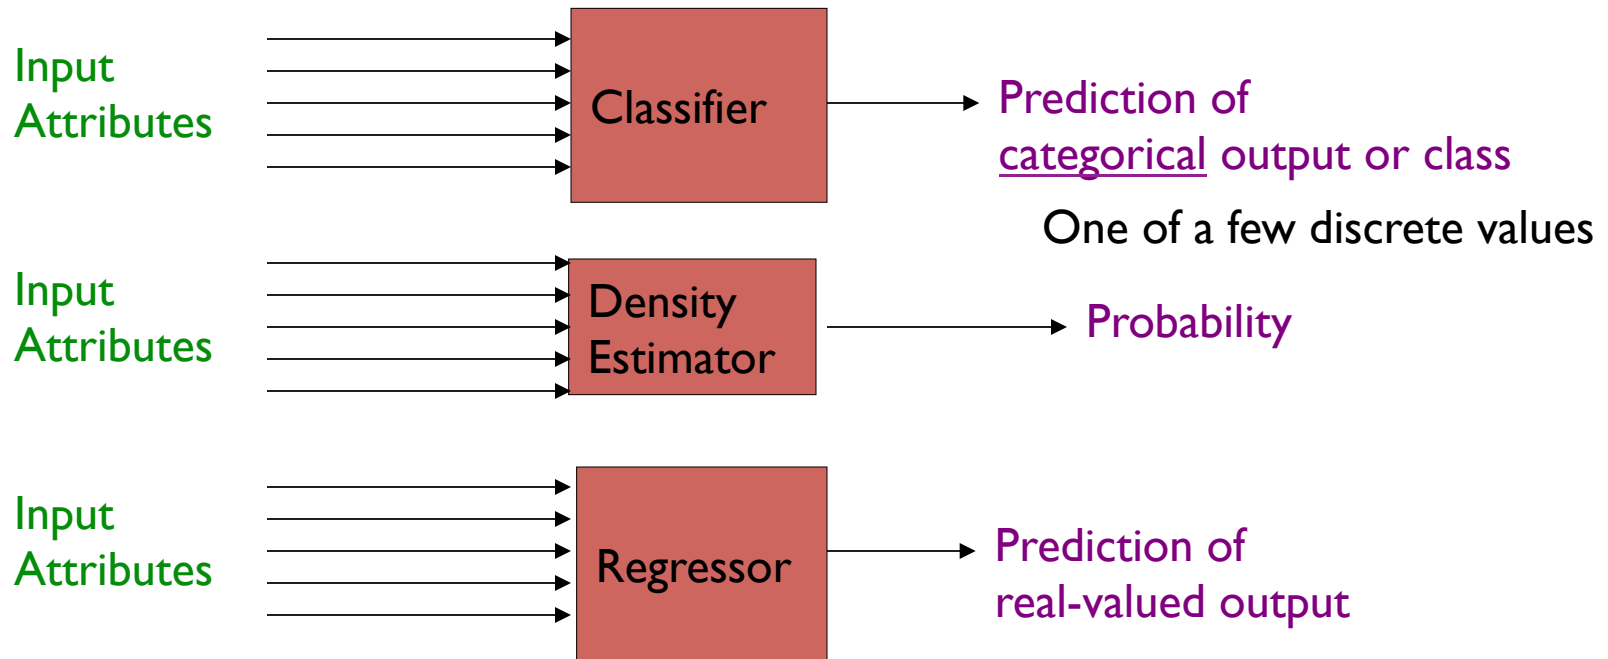 Input
Attributes
Classifier
Prediction of
categorical output or class
One of a few discrete values
Input
Attributes
Density
Estimator
Probability
Input
Attributes
Regressor
Prediction of
real-valued output